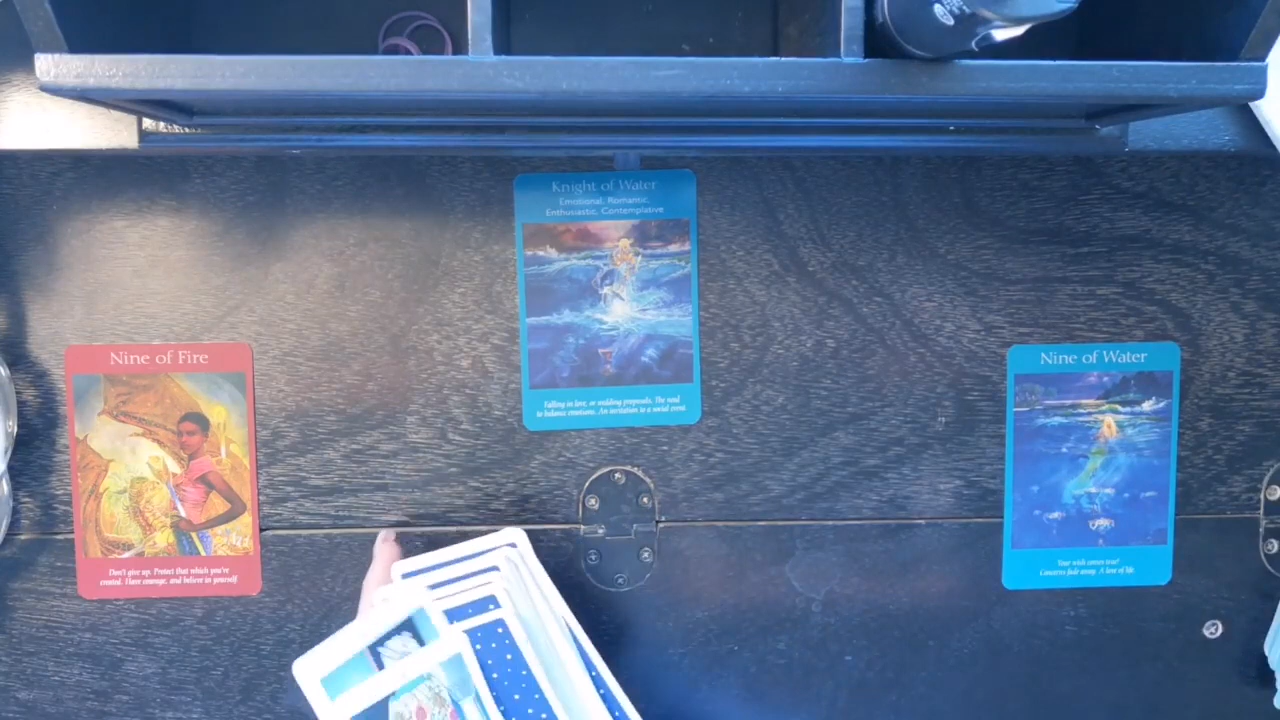 Knight of Water
Emotional, Romantic,
Enthusiastic, Contemplative
Falling in love, or wedding proposals. The need
to balance emotions. An invitation to a social event.
Nine of Fire
Don't give up. Protect that which you've
created. Have courage, and believe in yourself.
Nine of Water
Your wish comes true!
Concerns fade away. A love of life.